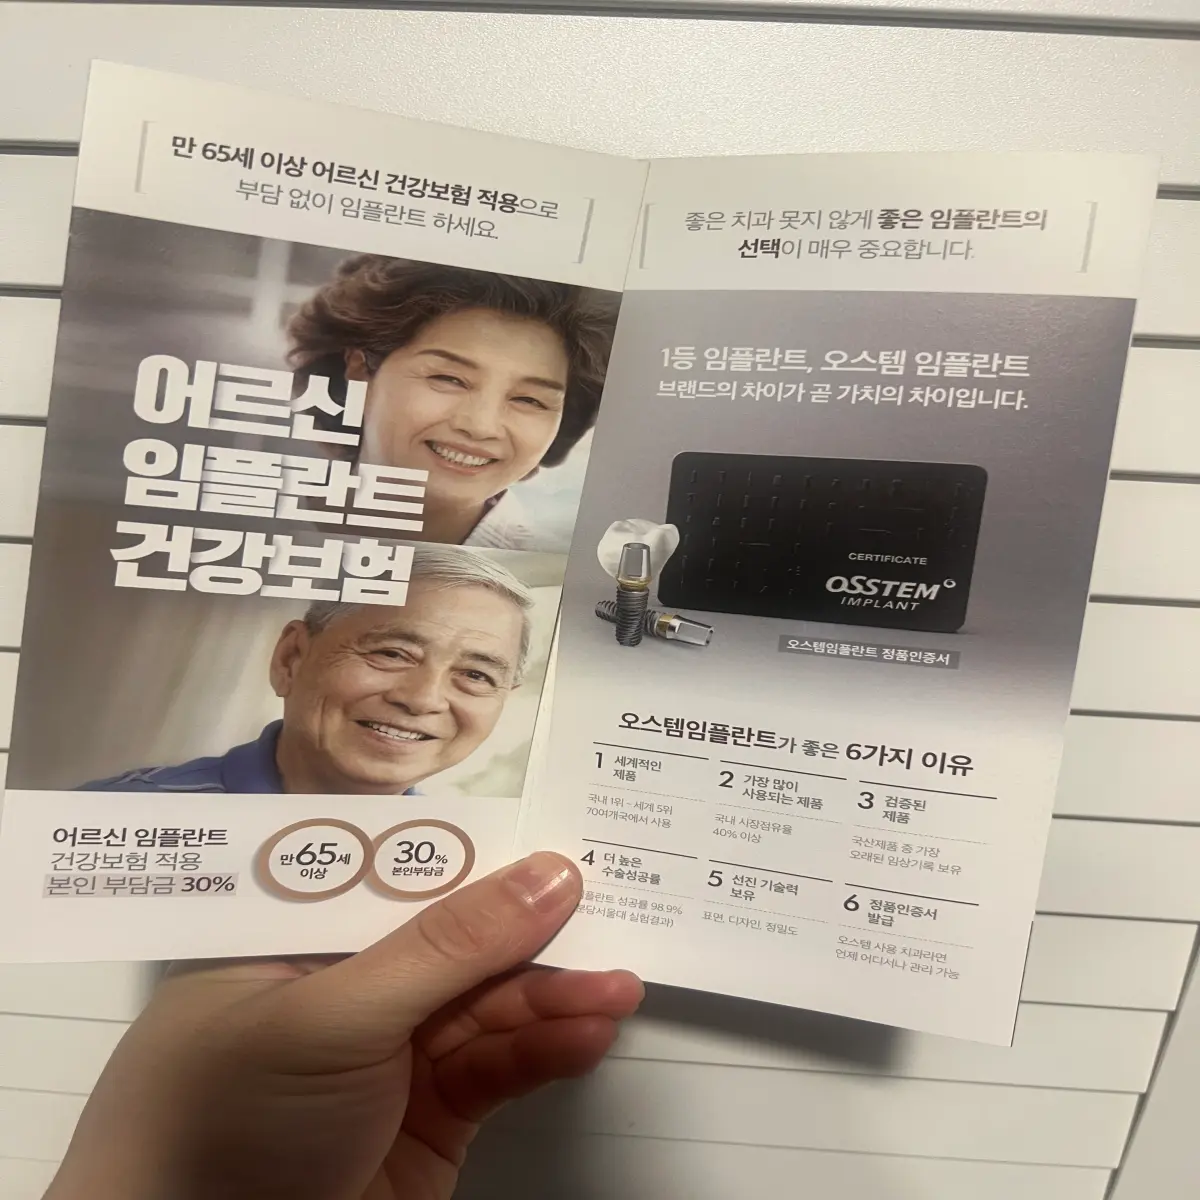 만 65세 이상 어르신 건강보험 적용으로
부담 없이 임플란트 하세요.
어르신
임플란트
건강보험
어르신 임플란트
건강보험 적용
본인 부담금 30%
만 65세
이상
30%
본인부담금
좋은 치과 못지 않게 좋은 임플란트의
선택이 매우 중요합니다.
1등 임플란트, 오스템 임플란트
브랜드의 차이가 곧 가치의 차이입니다.
CERTIFICATE
OSSTEM
IMPLANT
오스템임플란트 정품인증서
오스템임플란트가 좋은 6가지 이유
1 세계적인
제품
국내 1위 - 세계 5위
70여개국에서 사용
2 가장 많이
사용되는 제품
국내 시장점유율
40% 이상
3 검증된
제품
국산제품 중 가장
오래된 임상기록 보유
4 더 높은
수술성공률
플란트 성공률 98.9%
분당서울대 실험결과)
5 선진 기술력
보유
표면, 디자인, 정밀도
6 정품인증서
발급
오스템 사용 치과라면
언제 어디서나 관리 가능